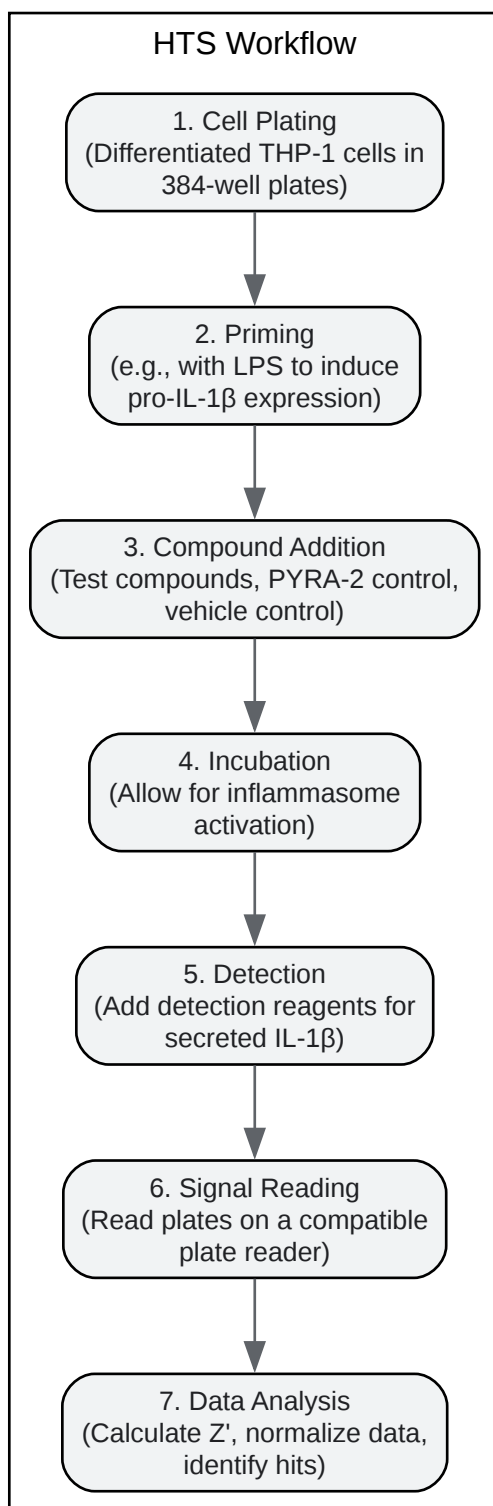 HTS Workflow
1. Cell Plating
(Differentiated THP-1 cells in
384-well plates)
2. Priming
(e.g., with LPS to induce
pro-IL-1β expression)
3. Compound Addition
(Test compounds, PYRA-2 control,
vehicle control)
4. Incubation
(Allow for inflammasome
activation)
5. Detection
(Add detection reagents for
secreted IL-1β)
6. Signal Reading
(Read plates on a compatible
plate reader)
7. Data Analysis
(Calculate Z', normalize data,
identify hits)